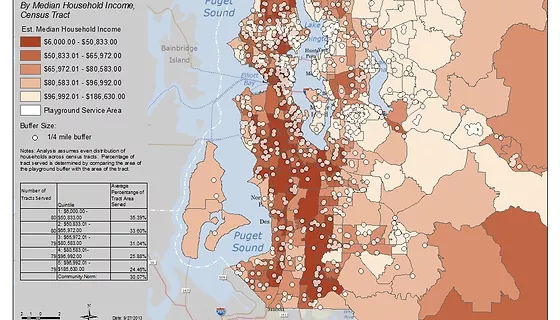 By Median Household Income,
Census Tract
Est. Median Household Income
$6,000.00 - $50,833.00
$50,833.01 - $65,972.00
$65,972.01 - $80,583.00
$80,583.01 - $96,992.00
$96,992.01 - $186,630.00
Playground Service Area
Buffer Size:
1/4 mile buffer
Notes: Analysis assumes even distribution of
households across census tracts. Percentage of
tract served is determined by comparing the area of
the playground buffer with the area of the tract.
Number of
Tracts Served
Quintile
Average
Percentage of
Tract Area
Served
1: $6,000.00 -
80 $50,833.00 35.39%
2: $50,833.01 -
80 $65,972.00 33.60%
3: $65,972.01 -
79 $80,583.00 31.04%
4: $80,583.01-
79 $96,992.00 25.88%
5: $96,992.01 -
79 $186,630.00 24.46%
Community Norm: 30.07%
Date: 9/27/2013
Puget
Sound
Bainbridge
Island
Elliott
Bay
Lake
Puget
Sound